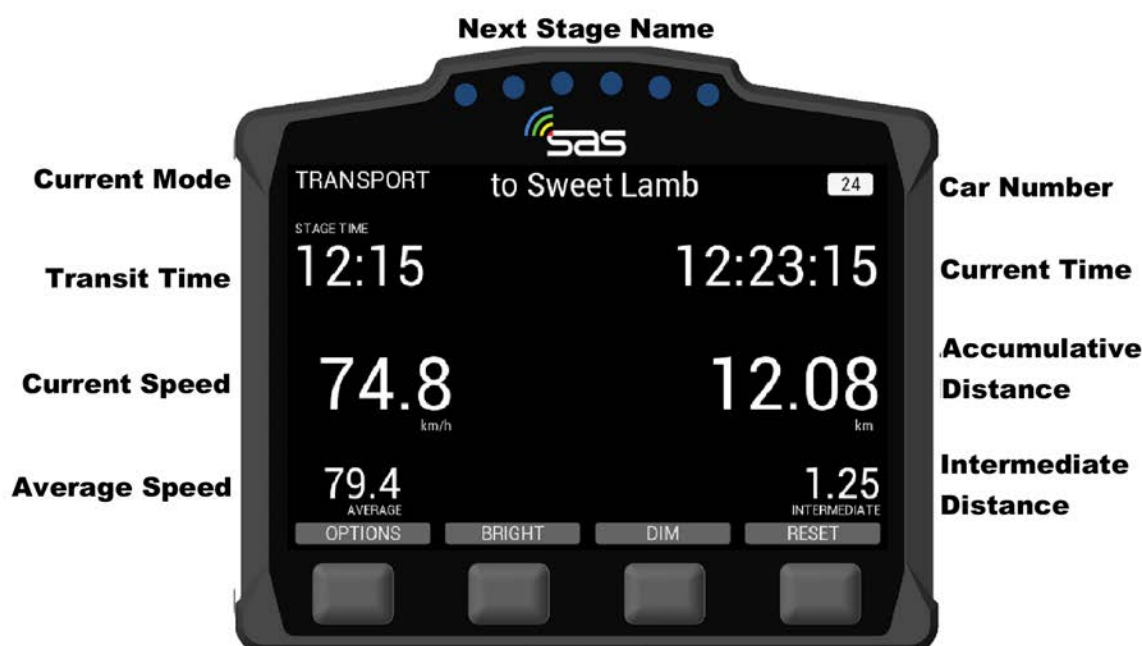 Next Stage Name
sas
Current Mode
TRANSPORT
to Sweet Lamb
24
Car Number
STAGE TIME
Transit Time
12:15
12:23:15
Current Time
Current Speed
74.8
km/h
12.08
km
Accumulative
Distance
Average Speed
79.4
AVERAGE
1.25
INTERMEDIATE
Intermediate
Distance
OPTIONS
BRIGHT
DIM
RESET